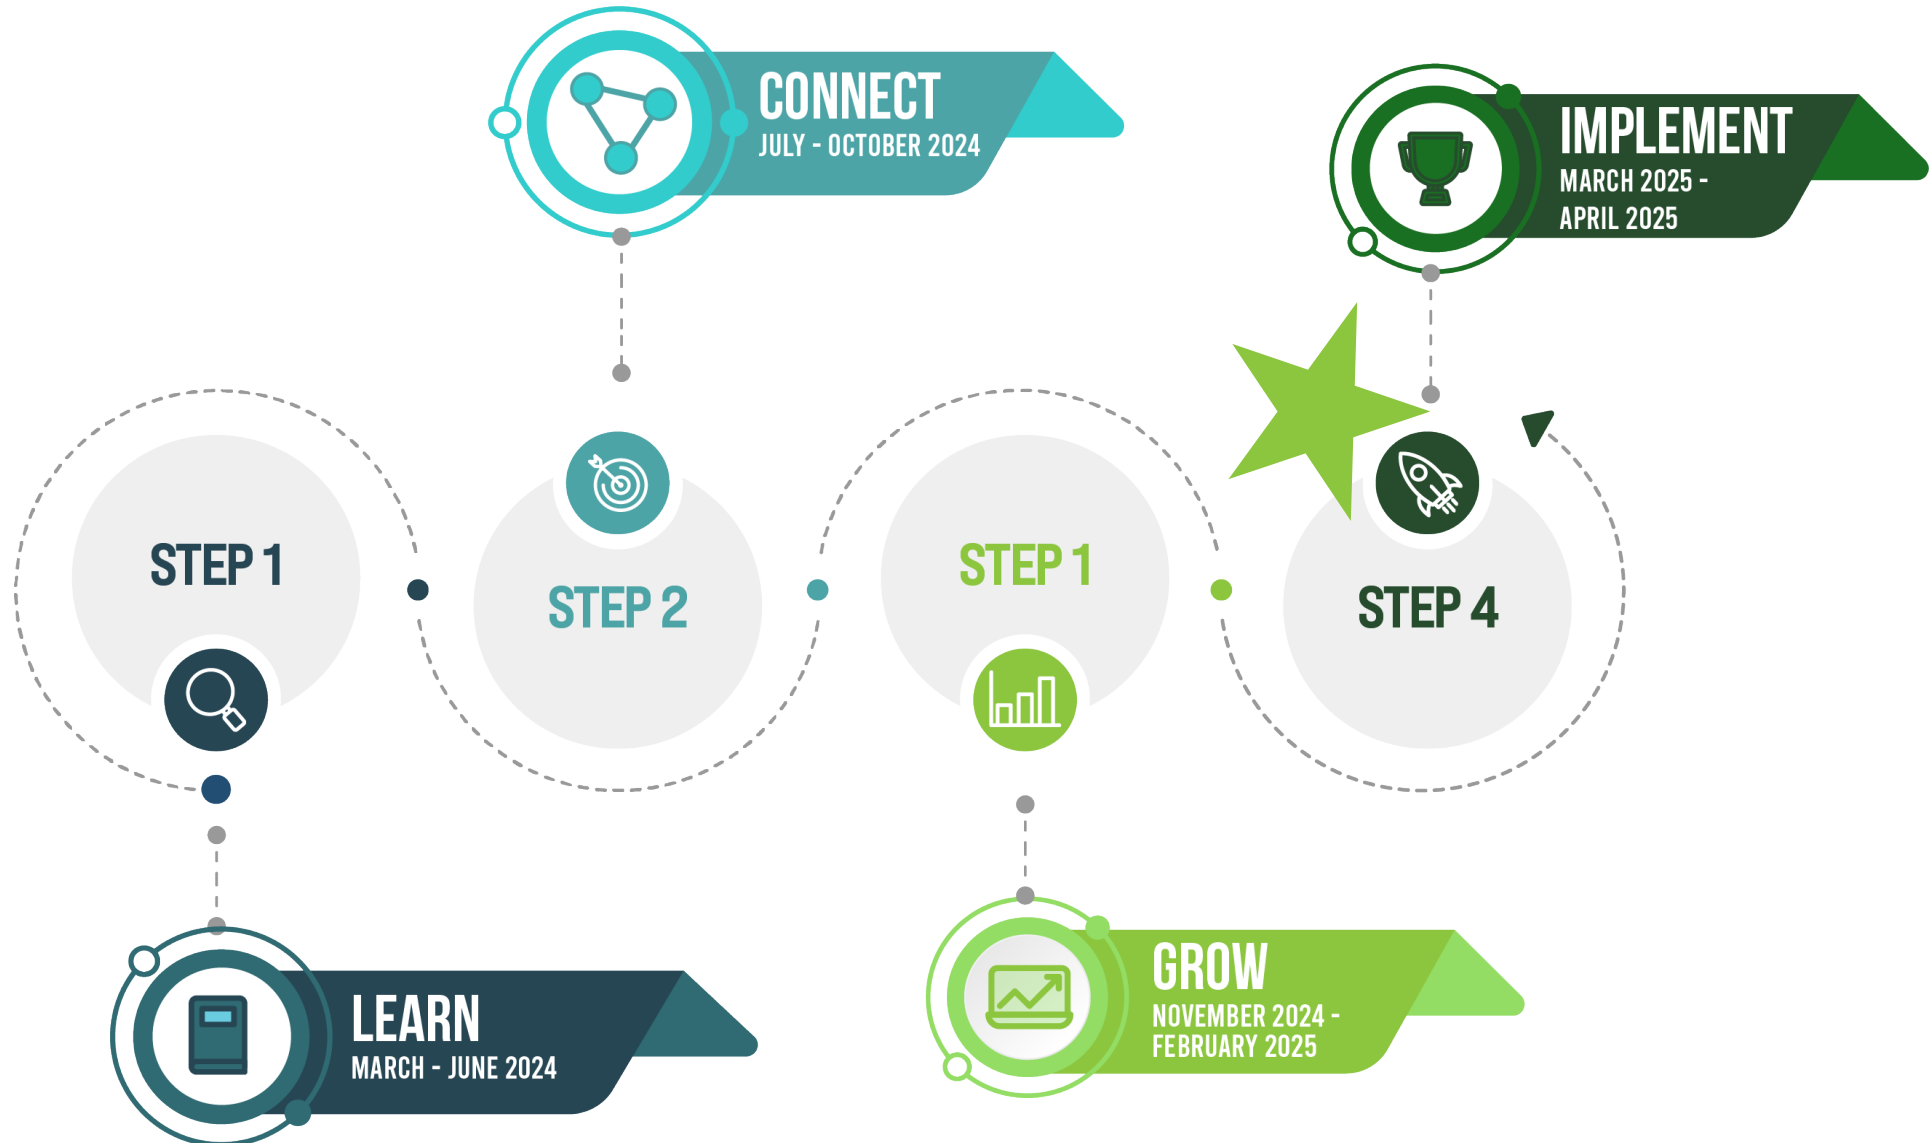 CONNECT
JULY - OCTOBER 2024
IMPLEMENT
MARCH 2025 -
APRIL 2025
STEP 1
STEP 2
STEP 1
STEP 4
LEARN
MARCH - JUNE 2024
GROW
NOVEMBER 2024 -
FEBRUARY 2025